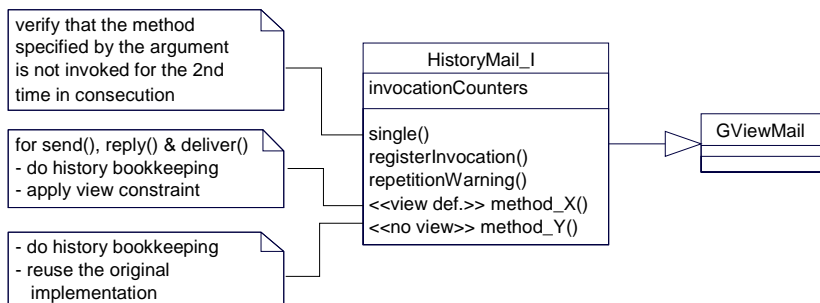 verify that the method
specified by the argument
is not invoked for the 2nd
time in consecution
for send(), reply() & deliver()
- do history bookkeeping
- apply view constraint
- do history bookkeeping
- reuse the original
implementation
HistoryMail_I
invocationCounters
single()
registerInvocation()
repetitionWarning()
<<view def.>> method_X()
<<no view>> method_Y()
GViewMail